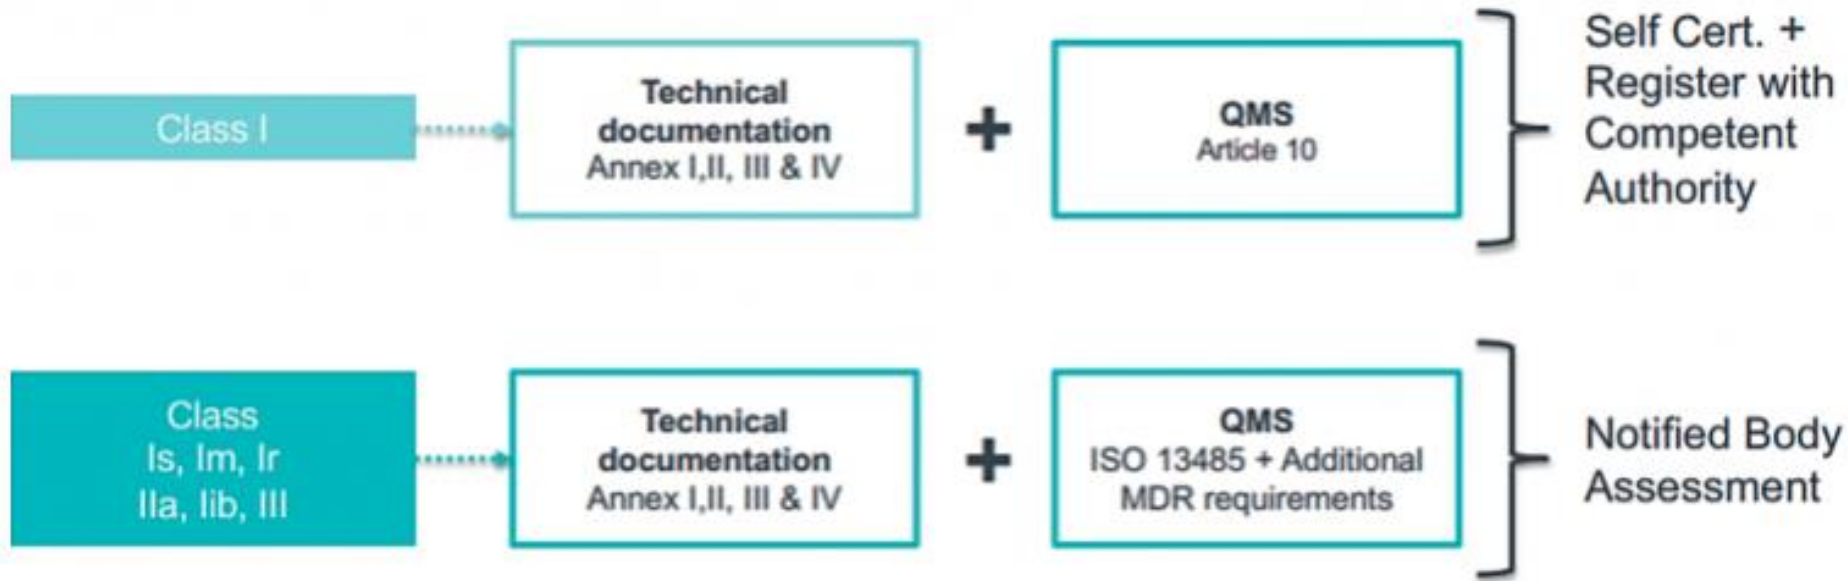 Class I
Technical
documentation
Annex I,II, III & IV
+
QMS
Article 10
Self Cert. +
Register with
Competent
Authority
Class
Is, Im, Ir
IIa, Iib, III
Technical
documentation
Annex I,II, III & IV
+
QMS
ISO 13485 + Additional
MDR requirements
Notified Body
Assessment